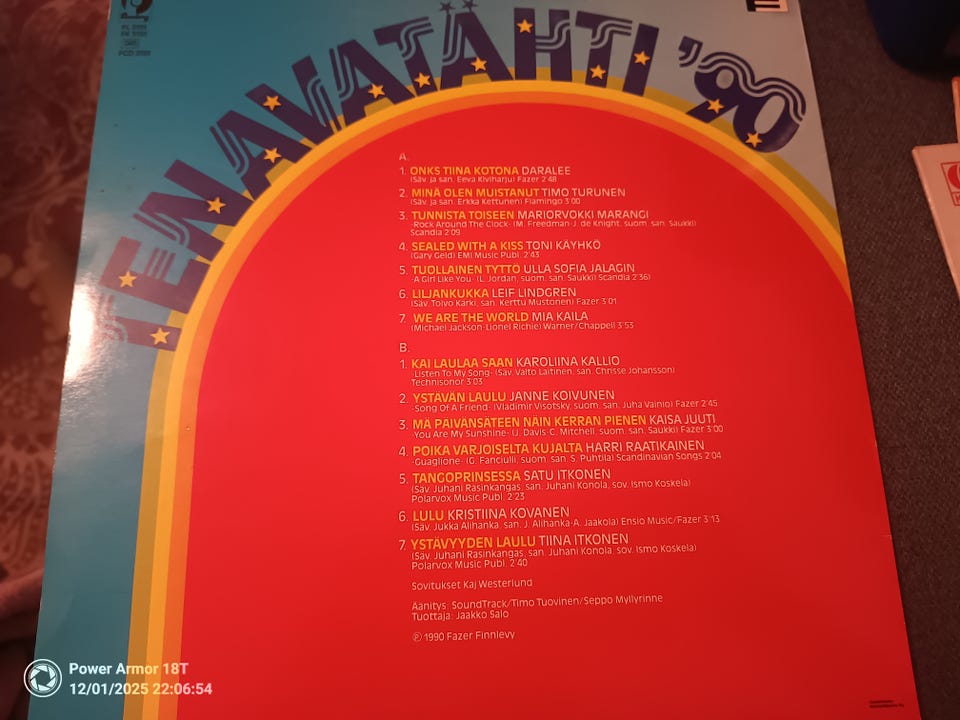 TENAVATÄHTI '90
A.
1. ONKS TIINA KOTONA DARALEE
(Säv. ja san. Eeva Kiviharju) Fazer 2'48
2. MINÄ OLEN MUISTANUT TIMO TURUNEN
(Säv. ja san. Erkka Kettunen) Flamingo 3'00
3. TUNNISTA TOISEEN MARIORVOKKI MARANGI
-Rock Around The Clock- (M. Freedman-J. de Knight, suom. san. Saukki)
Scandia 2'09
4. SEALED WITH A KISS TONI KÄYHKÖ
(Gary Geld) EMI Music Publ. 2'43
5. TUOLLAINEN TYTTÖ ULLA SOFIA JALAGIN
-A Girl Like You- (L. Jordan, suom. san. Saukki) Scandia 2'36)
6. LILJANKUKKA LEIF LINDGREN
(Säv. Toivo Kärki, san. Kerttu Mustonen) Fazer 3'01
7. WE ARE THE WORLD MIA KAILA
(Michael Jackson-Lionel Richie) Warner/Chappell 3'53
B.
1. KAI LAULAA SAAN KAROLIINA KALLIO
-Listen To My Song- (Säv. Valto Laitinen, san. Chrisse Johansson)
Technisonor 3'03
2. YSTÄVÄN LAULU JANNE KOIVUNEN
-Song Of A Friend- (Vladimir Visotsky, suom. san. Juha Vainio) Fazer 2'45
3. MÄ PÄIVÄNSÄTEEN NÄIN KERRAN PIENEN KAISA JUUTI
-You Are My Sunshine- (J. Davis-C. Mitchell, suom. san. Saukki) Fazer 3'00
4. POIKA VARJOISELTA KUJALTA HARRI RAATIKAINEN
-Guaglione- (G. Fanciulli, suom. san. S. Puhtila) Scandinavian Songs 2'04
5. TANGOPRINSESSA SATU ITKONEN
(Säv. Juhani Rasinkangas, san. Juhani Konola, sov. Ismo Koskela)
Polarvox Music Publ. 2'23
6. LULU KRISTIINA KOVANEN
(Säv. Jukka Alihanka, san. J. Alihanka-A. Jaakola) Ensio Music/Fazer 3'13
7. YSTÄVYYDEN LAULU TIINA ITKONEN
(Säv. Juhani Rasinkangas, san. Juhani Konola, sov. Ismo Koskela)
Polarvox Music Publ. 2'40
Sovitukset Kaj Westerlund
Äänitys: SoundTrack/Timo Tuovinen/Seppo Myllyrinne
Tuottaja: Jaakko Salo
℗ 1990 Fazer Finnlevy
Power Armor 18T
12/01/2025 22:06:54